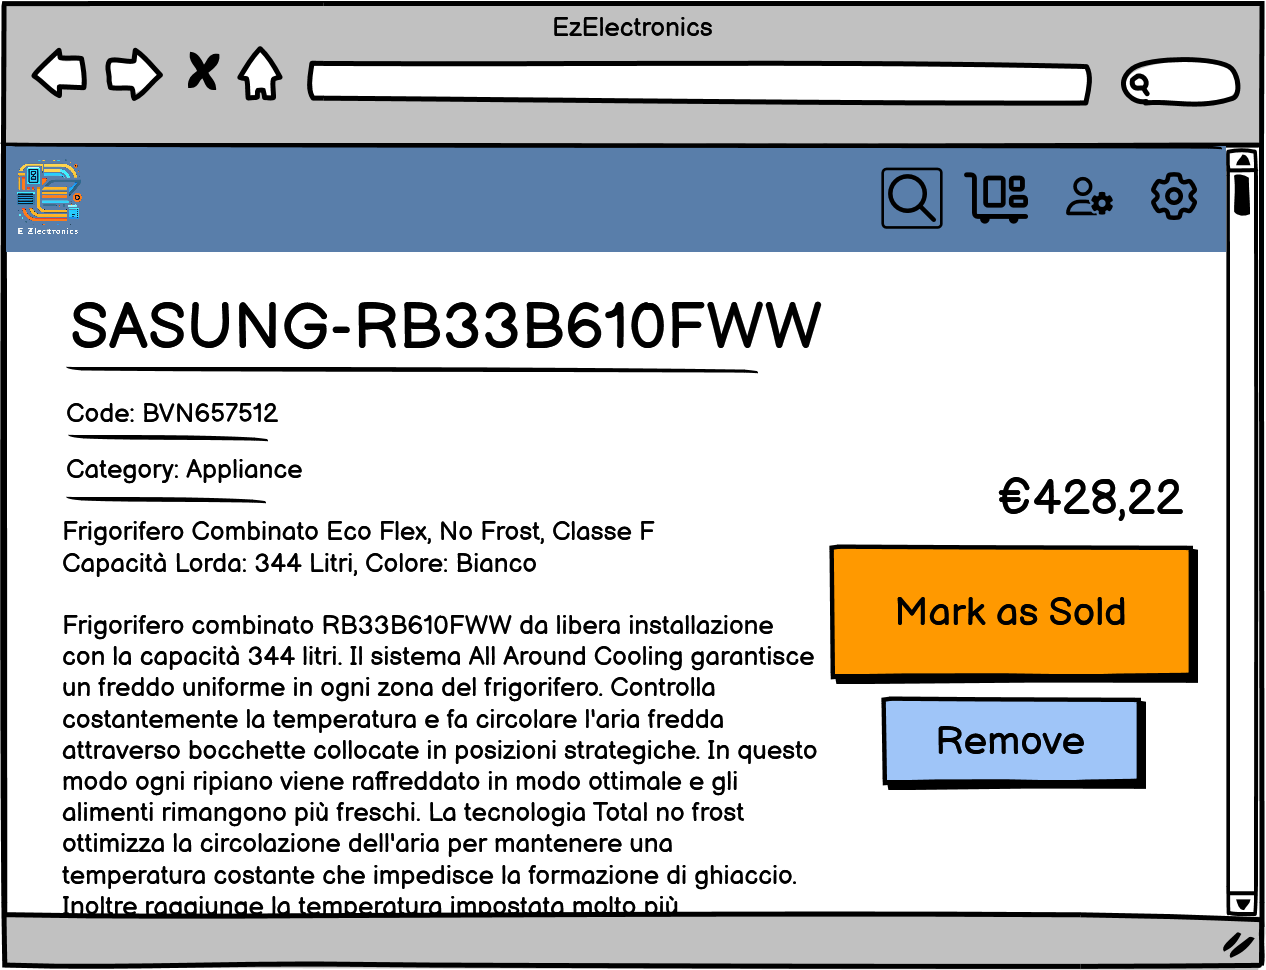 EzElectronics
E Zlectronics
SASUNG-RB33B610FWW
Code: BVN657512
Category: Appliance
€428,22
Frigorifero Combinato Eco Flex, No Frost, Classe F
Capacità Lorda: 344 Litri, Colore: Bianco
Mark as Sold
Frigorifero combinato RB33B610FWW da libera installazione
con la capacità 344 litri. Il sistema All Around Cooling garantisce
un freddo uniforme in ogni zona del frigorifero. Controlla
costantemente la temperatura e fa circolare l'aria fredda
attraverso bocchette collocate in posizioni strategiche. In questo
modo ogni ripiano viene raffreddato in modo ottimale e gli
alimenti rimangono più freschi. La tecnologia Total no frost
ottimizza la circolazione dell'aria per mantenere una
temperatura costante che impedisce la formazione di ghiaccio.
Inoltre raggiunge la temperatura impostata molto più
Remove